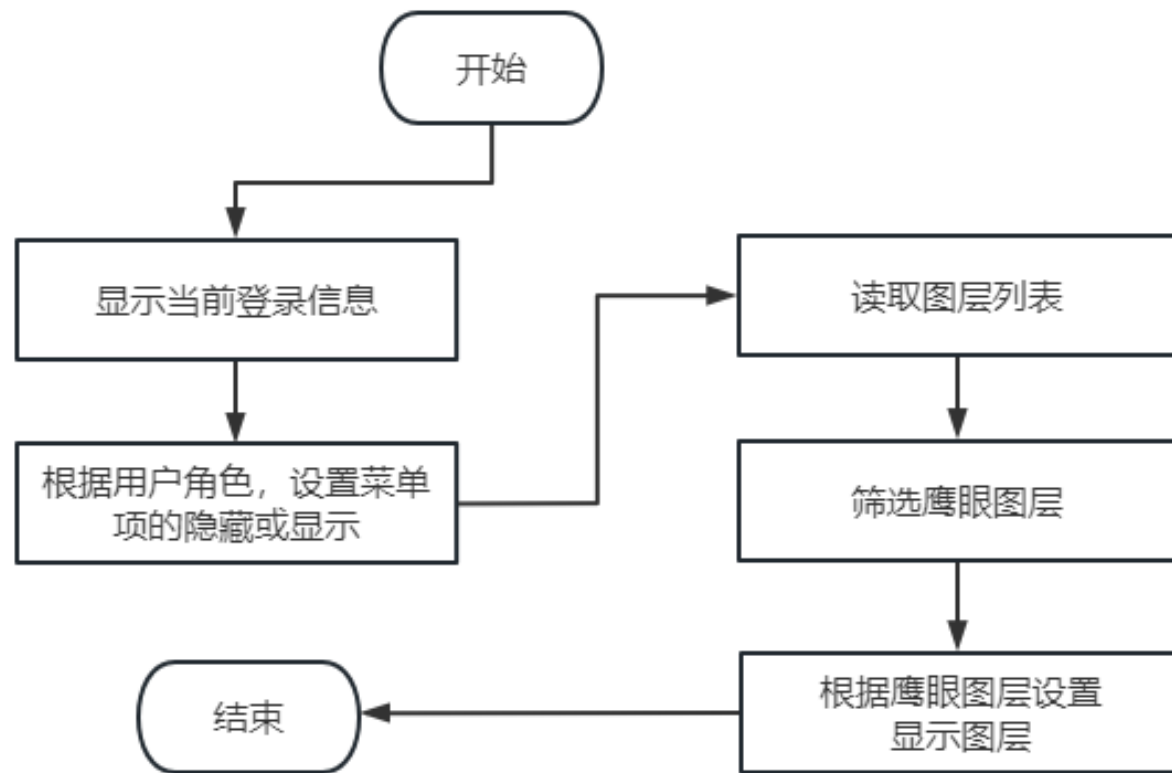 开始
显示当前登录信息
根据用户角色，设置菜单
项的隐藏或显示
读取图层列表
筛选鹰眼图层
根据鹰眼图层设置
显示图层
结束